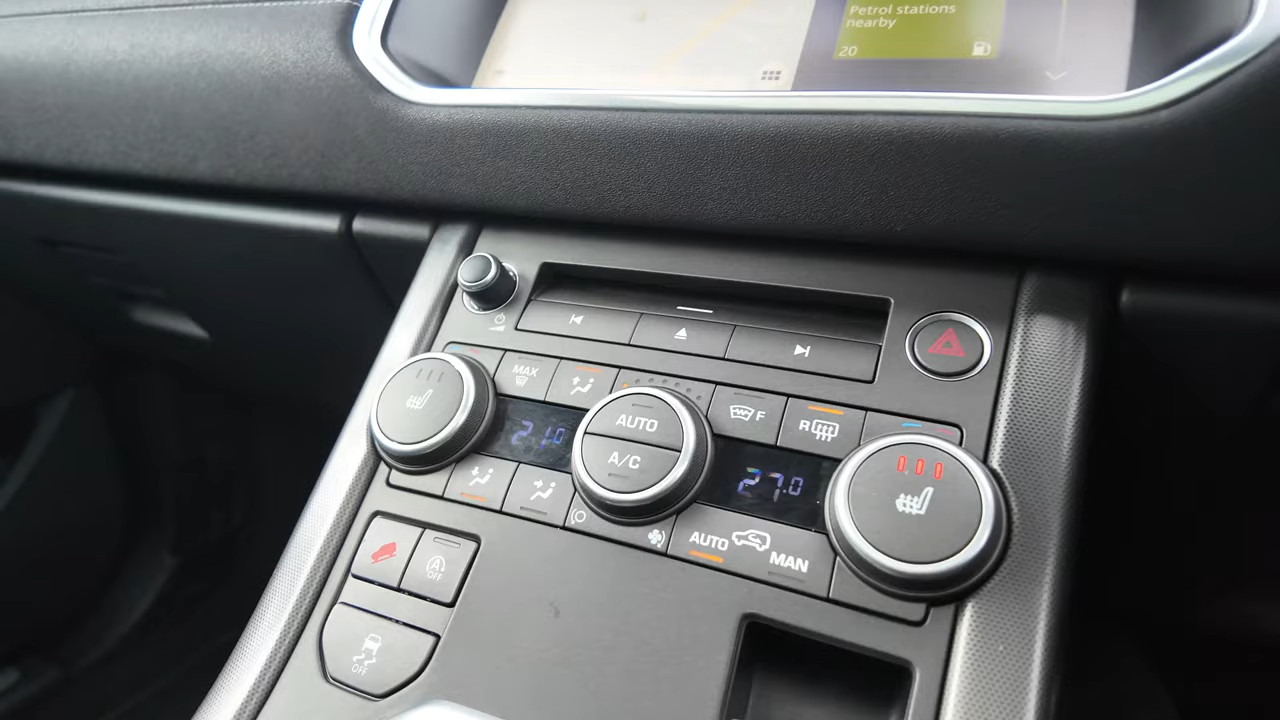 Petrol stations
nearby
20
MAX
AUTO
F
R
21.0
A/C
27.0
AUTO
MAN
A
OFF
OFF